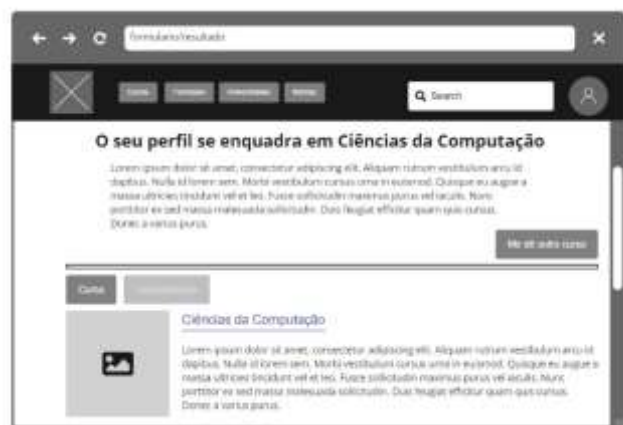 formulario/resultado
Search
O seu perfil se enquadra em Ciências da Computação
Lorem ipsum dolor sit amet, consectetur adipiscing elit. Aliquam rutrum vestibulum arcu id
dapibus. Nulla id lorem sem. Morbi vestibulum cursus urna in euismod. Quisque eu augue a
massa ultricies tincidunt vel et leo. Fusce sollicitudin maximus purus vel iaculis. Nunc
porttitor ex sed massa malesuada sollicitudin. Duis feugiat efficitur quam quis cursus.
Donec a varius purus.
Me dê outro curso
Curso
Ciências da Computação
Lorem ipsum dolor sit amet, consectetur adipiscing elit. Aliquam rutrum vestibulum arcu id
dapibus. Nulla id lorem sem. Morbi vestibulum cursus urna in euismod. Quisque eu augue a
massa ultricies tincidunt vel et leo. Fusce sollicitudin maximus purus vel iaculis. Nunc
porttitor ex sed massa malesuada sollicitudin. Duis feugiat efficitur quam quis cursus.
Donec a varius purus.